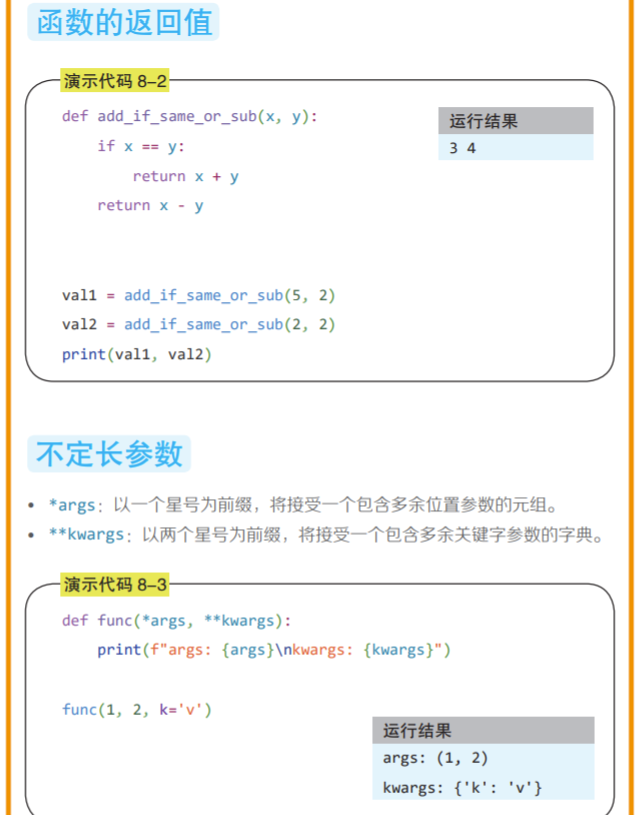 函数的返回值
演示代码 8–2
def add_if_same_or_sub(x, y):
    if x == y:
        return x + y
    return x - y
运行结果
3 4
val1 = add_if_same_or_sub(5, 2)
val2 = add_if_same_or_sub(2, 2)
print(val1, val2)
不定长参数
• *args：以一个星号为前缀，将接受一个包含多余位置参数的元组。
• **kwargs：以两个星号为前缀，将接受一个包含多余关键字参数的字典。
演示代码 8–3
def func(*args, **kwargs):
    print(f"args: {args}\nkwargs: {kwargs}")
func(1, 2, k='v')
运行结果
args: (1, 2)
kwargs: {'k': 'v'}